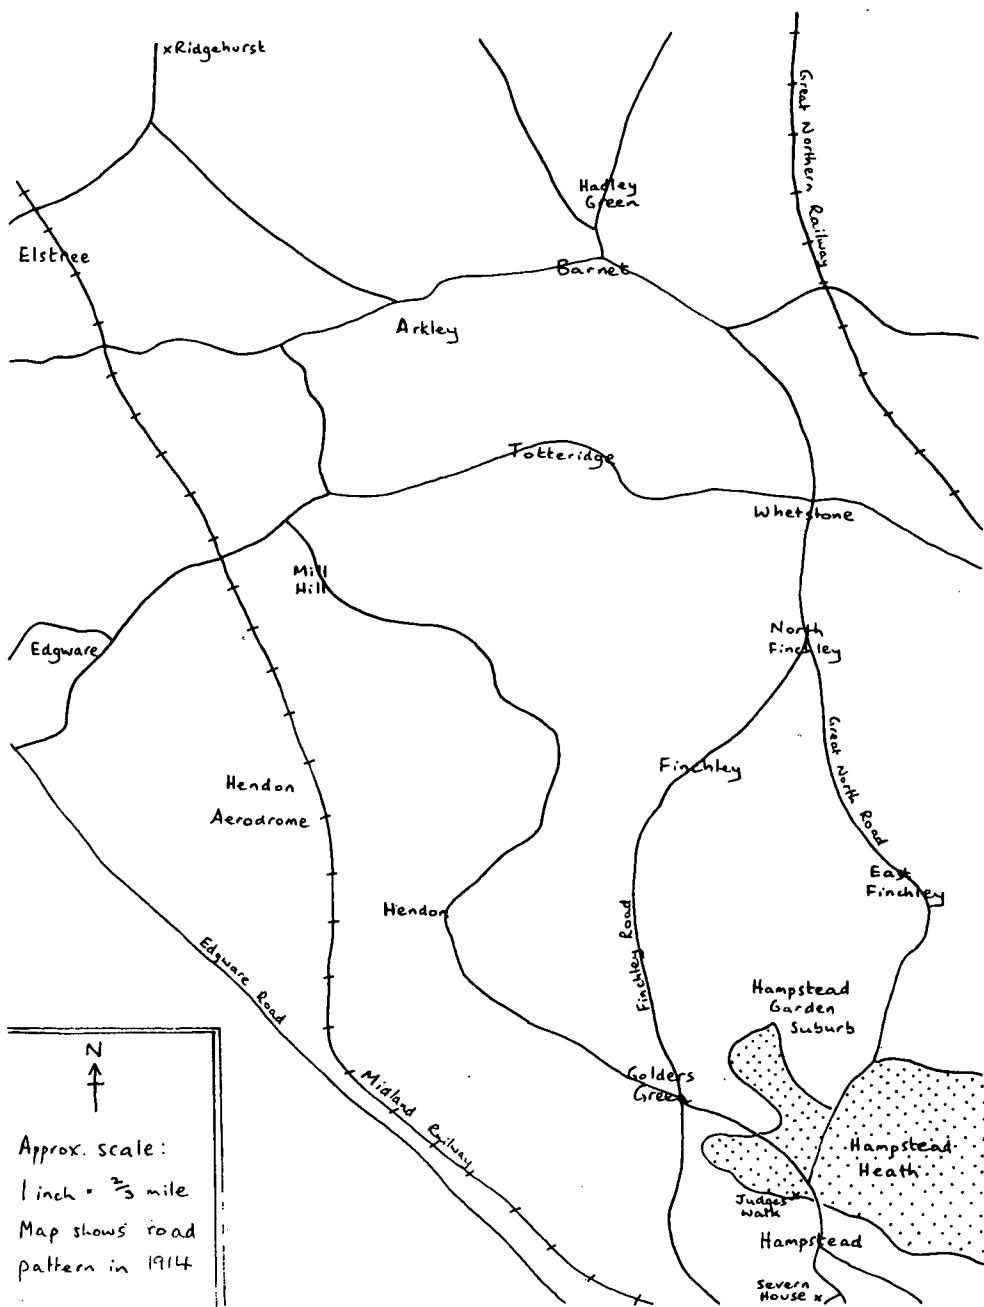 ×Ridgehurst
Great Northern Railway
Hadley
Green
Elstree
Barnet
Arkley
Totteridge
Whetstone
Mill
Hill
North
Finchley
Edgware
Great North Road
Finchley
Hendon
Aerodrome
East
Finchley
Hendon
Finchley Road
Edgware Road
Hampstead
Garden
Suburb
Golders
Green
Midland Railway
Hampstead
Heath
Judges
Walk
Hampstead
Severn
House ×
N
Approx. scale:
1 inch = 2/3 mile
Map shows road
pattern in 1914